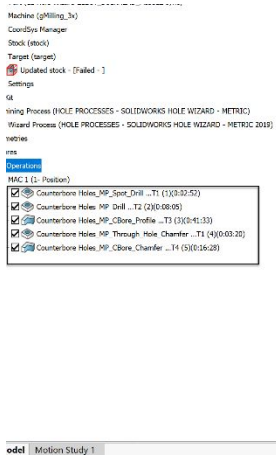 Machine (gMilling_3x)
CoordSys Manager
Stock (stock)
Target (target)
Updated stock - [Failed - ]
Settings
ining Process (HOLE PROCESSES - SOLIDWORKS HOLE WIZARD - METRIC)
Wizard Process (HOLE PROCESSES - SOLIDWORKS HOLE WIZARD - METRIC 2019)
metries
Operations
MAC 1 (1- Position)
Counterbore Holes_MP_Spot_Drill ...T1 (1)(0:02:52)
Counterbore Holes_MP_Drill ...T2 (2)(0:08:05)
Counterbore Holes_MP_CBore_Profile ...T3 (3)(0:41:33)
Counterbore Holes_MP_Through_Hole_Chamfer ...T1 (4)(0:03:20)
Counterbore Holes_MP_CBore_Chamfer ...T4 (5)(0:16:28)
odel Motion Study 1